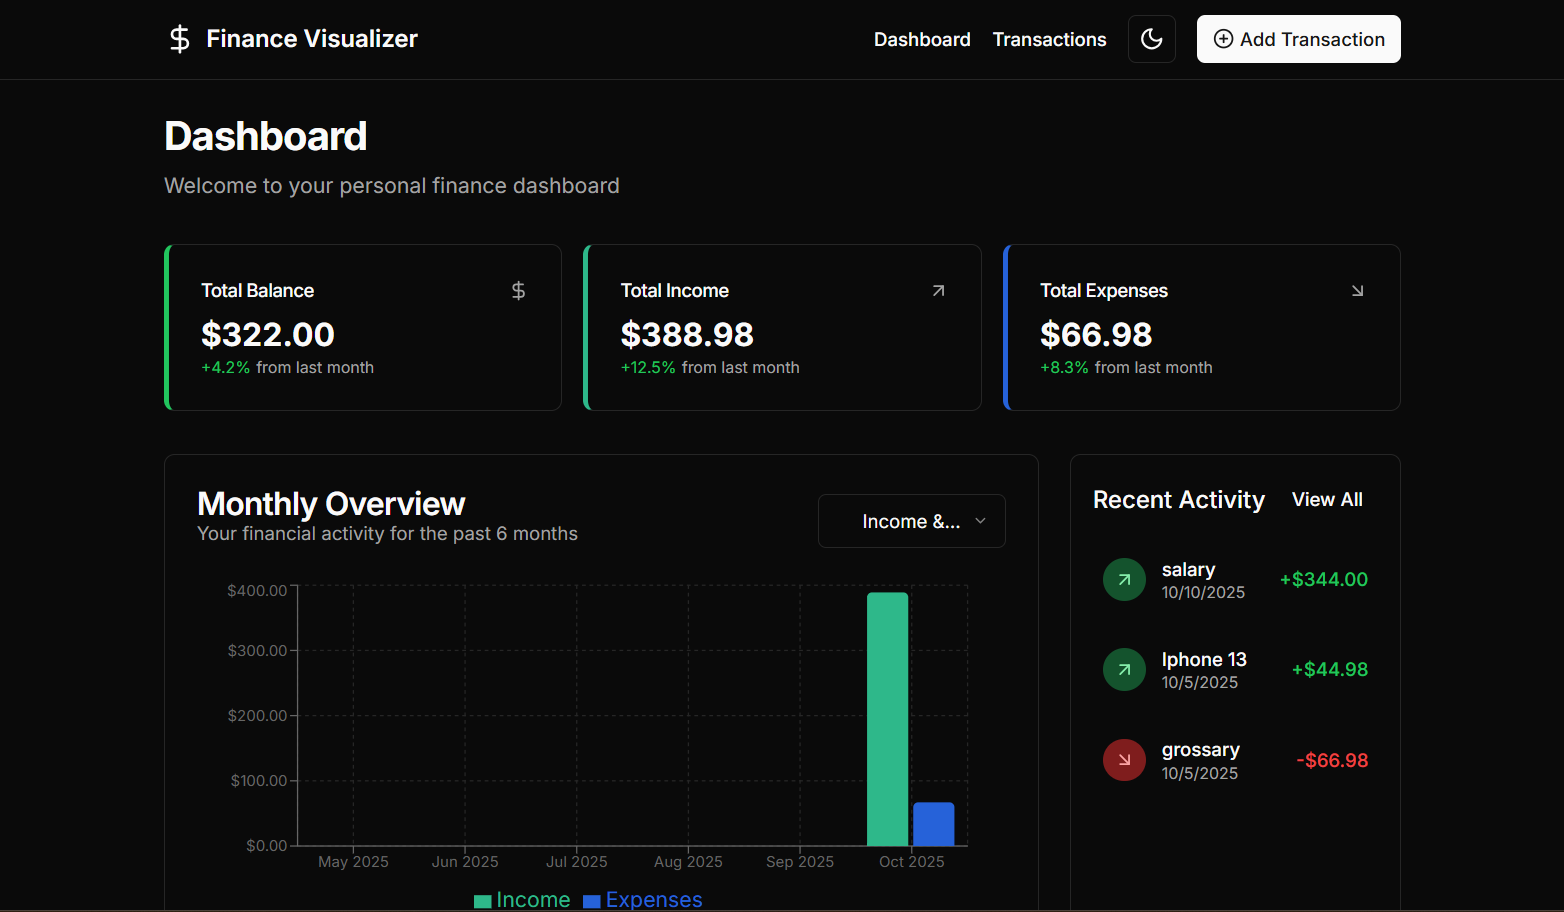 Finance Visualizer
Dashboard
Transactions
Add Transaction
Dashboard
Welcome to your personal finance dashboard
Total Balance
$322.00
+4.2% from last month
Total Income
$388.98
+12.5% from last month
Total Expenses
$66.98
+8.3% from last month
Monthly Overview
Your financial activity for the past 6 months
Income &...
$400.00
$300.00
$200.00
$100.00
$0.00
May 2025
Jun 2025
Jul 2025
Aug 2025
Sep 2025
Oct 2025
Income
Expenses
Recent Activity
View All
salary
10/10/2025
+$344.00
Iphone 13
10/5/2025
+$44.98
grossary
10/5/2025
-$66.98